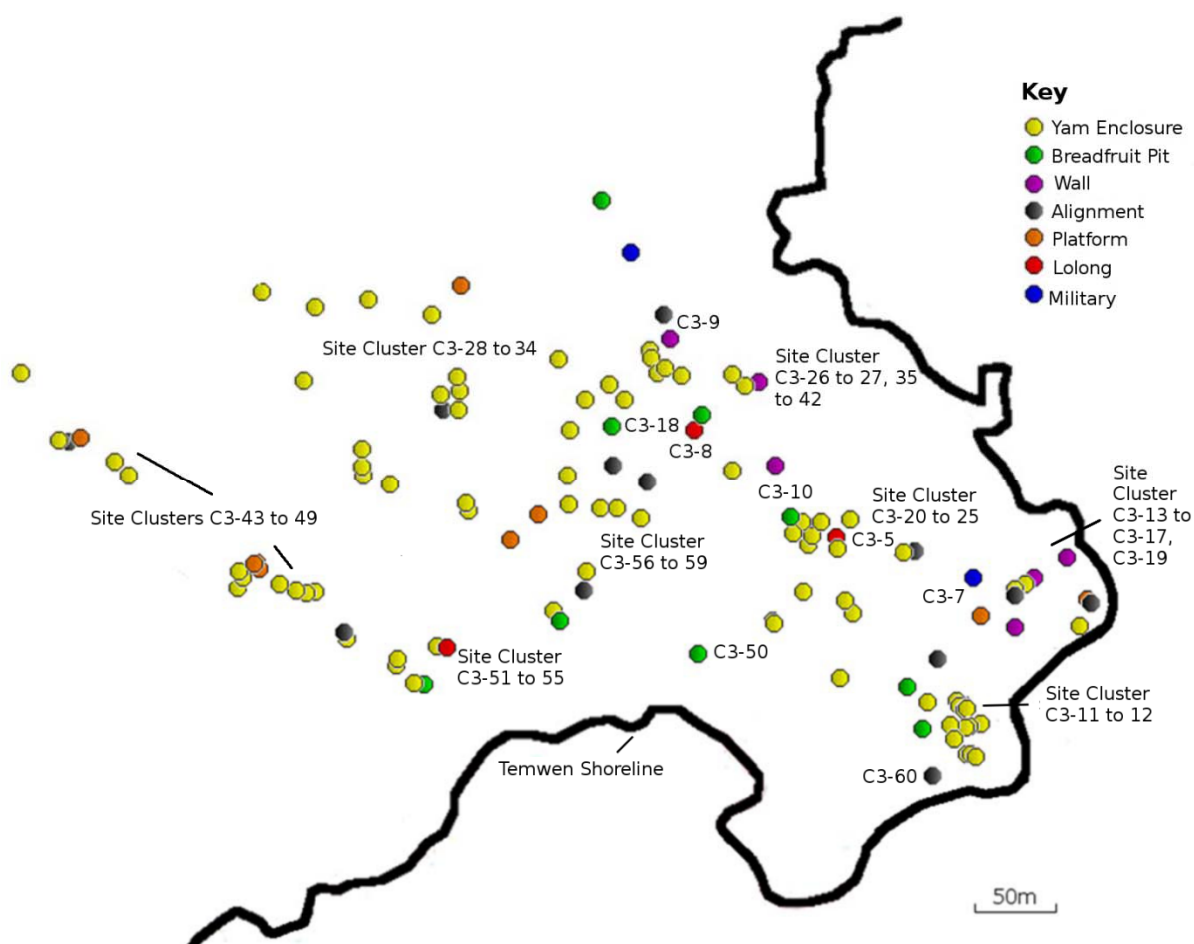 Key
Yam Enclosure
Breadfruit Pit
Wall
Alignment
Platform
Lolong
Military
C3-9
Site Cluster C3-28 to 34
Site Cluster
C3-26 to 27, 35
to 42
C3-18
C3-8
Site Clusters C3-43 to 49
C3-10
Site Cluster
C3-20 to 25
Site
Cluster
C3-13 to
C3-17,
C3-19
C3-5
Site Cluster
C3-56 to 59
C3-7
C3-50
Site Cluster
C3-51 to 55
Site Cluster
C3-11 to 12
Temwen Shoreline
C3-60
50m